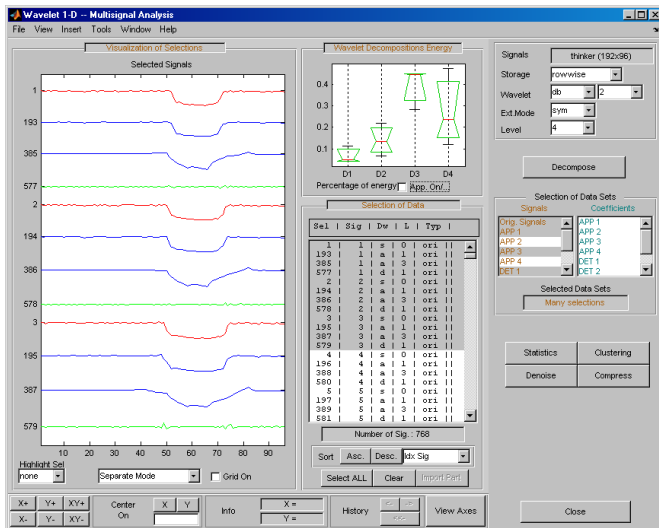 Wavelet 1-D -- Multisignal Analysis
File View Insert Tools Window Help
Visualization of Selections
Selected Signals
1
193
385
577
2
194
386
578
3
195
387
579
10 20 30 40 50 60 70 80 90
Highlight Sel
none
Separate Mode
Grid On
Wavelet Decompositions Energy
0.4
0.3
0.2
0.1
D1 D2 D3 D4
Percentage of energy App. On/...
Selection of Data
Sel | Sig | Dw | L | Typ |
1 | 1 | s | 0 | ori ||
193 | 1 | a | 1 | ori ||
385 | 1 | a | 3 | ori ||
577 | 1 | d | 1 | ori ||
2 | 2 | s | 0 | ori ||
194 | 2 | a | 1 | ori ||
386 | 2 | a | 3 | ori ||
578 | 2 | d | 1 | ori ||
3 | 3 | s | 0 | ori ||
195 | 3 | a | 1 | ori ||
387 | 3 | a | 3 | ori ||
579 | 3 | d | 1 | ori ||
4 | 4 | s | 0 | ori ||
196 | 4 | a | 1 | ori ||
388 | 4 | a | 3 | ori ||
580 | 4 | d | 1 | ori ||
5 | 5 | s | 0 | ori ||
197 | 5 | a | 1 | ori ||
389 | 5 | a | 3 | ori ||
581 | 5 | d | 1 | ori ||
Number of Sig. : 768
Sort Asc. Desc. Idx Sig
Select ALL Clear Import Part.
Signals thinker (192x96)
Storage rowwise
Wavelet db 2
Ext.Mode sym
Level 4
Decompose
Selection of Data Sets
Signals Coefficients
Orig. Signals APP 1
APP 1 APP 2
APP 2 APP 3
APP 3 APP 4
APP 4 DET 1
DET 1 DET 2
Selected Data Sets
Many selections
Statistics Clustering
Denoise Compress
X+ Y+ XY+
X- Y- XY-
Center On X Y
Info X =
Y =
History <- ->
<<-
View Axes
Close